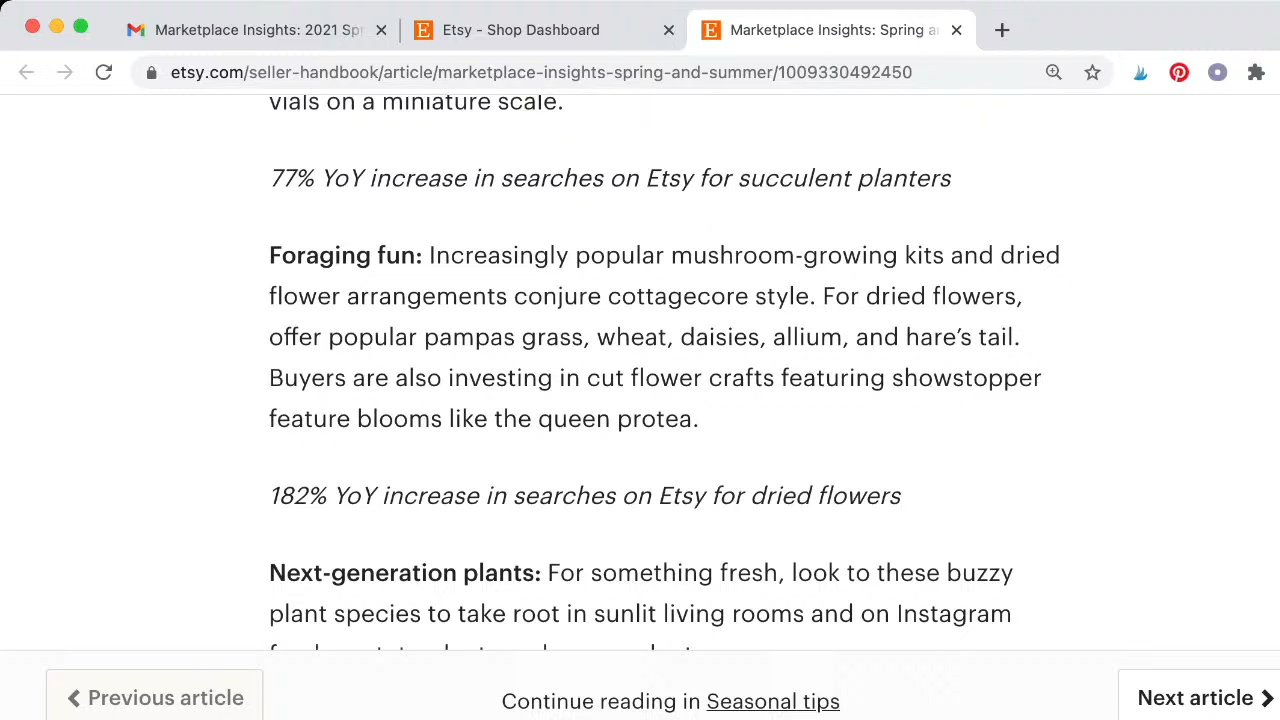 Marketplace Insights: 2021 Spr
Etsy - Shop Dashboard
Marketplace Insights: Spring a
etsy.com/seller-handbook/article/marketplace-insights-spring-and-summer/1009330492450
vials on a miniature scale.
77% YoY increase in searches on Etsy for succulent planters
Foraging fun: Increasingly popular mushroom-growing kits and dried
flower arrangements conjure cottagecore style. For dried flowers,
offer popular pampas grass, wheat, daisies, allium, and hare’s tail.
Buyers are also investing in cut flower crafts featuring showstopper
feature blooms like the queen protea.
182% YoY increase in searches on Etsy for dried flowers
Next-generation plants: For something fresh, look to these buzzy
plant species to take root in sunlit living rooms and on Instagram
Previous article
Continue reading in Seasonal tips
Next article